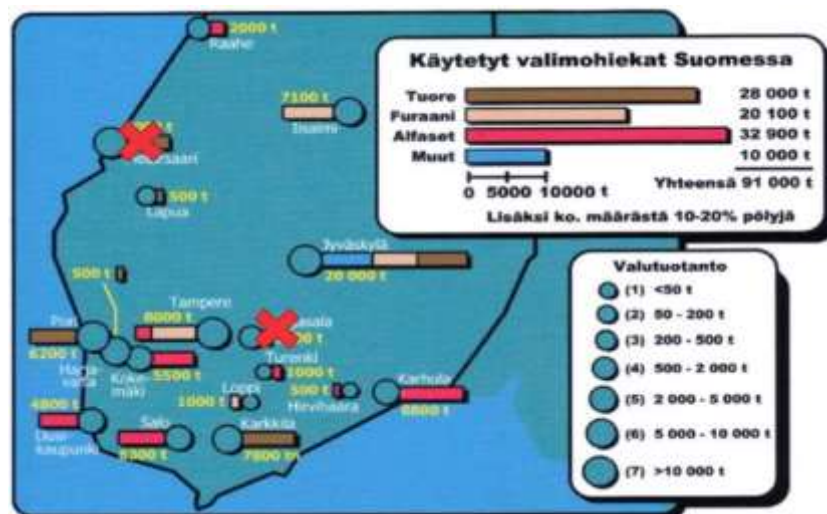 Raahe
2000 t
7100 t
Iisalmi
Lapua
500 t
Jyväskylä
20 000 t
500 t
Tampere
8000 t
Pori
6200 t
Harja-
valta
Koke-
mäki
5500 t
Turenki
1000 t
Loppi
1000 t
500 t
Hirvihaara
Karhula
6800 t
4800 t
Uusi-
kaupunki
Salo
Karkkila
Käytetyt valimohiekat Suomessa
Tuore 28 000 t
Furaani 20 100 t
Alfaset 32 900 t
Muut 10 000 t
Yhteensä 91 000 t
0 5000 10000 t
Lisäksi ko. määrästä 10-20% pölyjä
Valutuotanto
(1) <50 t
(2) 50 - 200 t
(3) 200 - 500 t
(4) 500 - 2 000 t
(5) 2 000 - 5 000 t
(6) 5 000 - 10 000 t
(7) >10 000 t